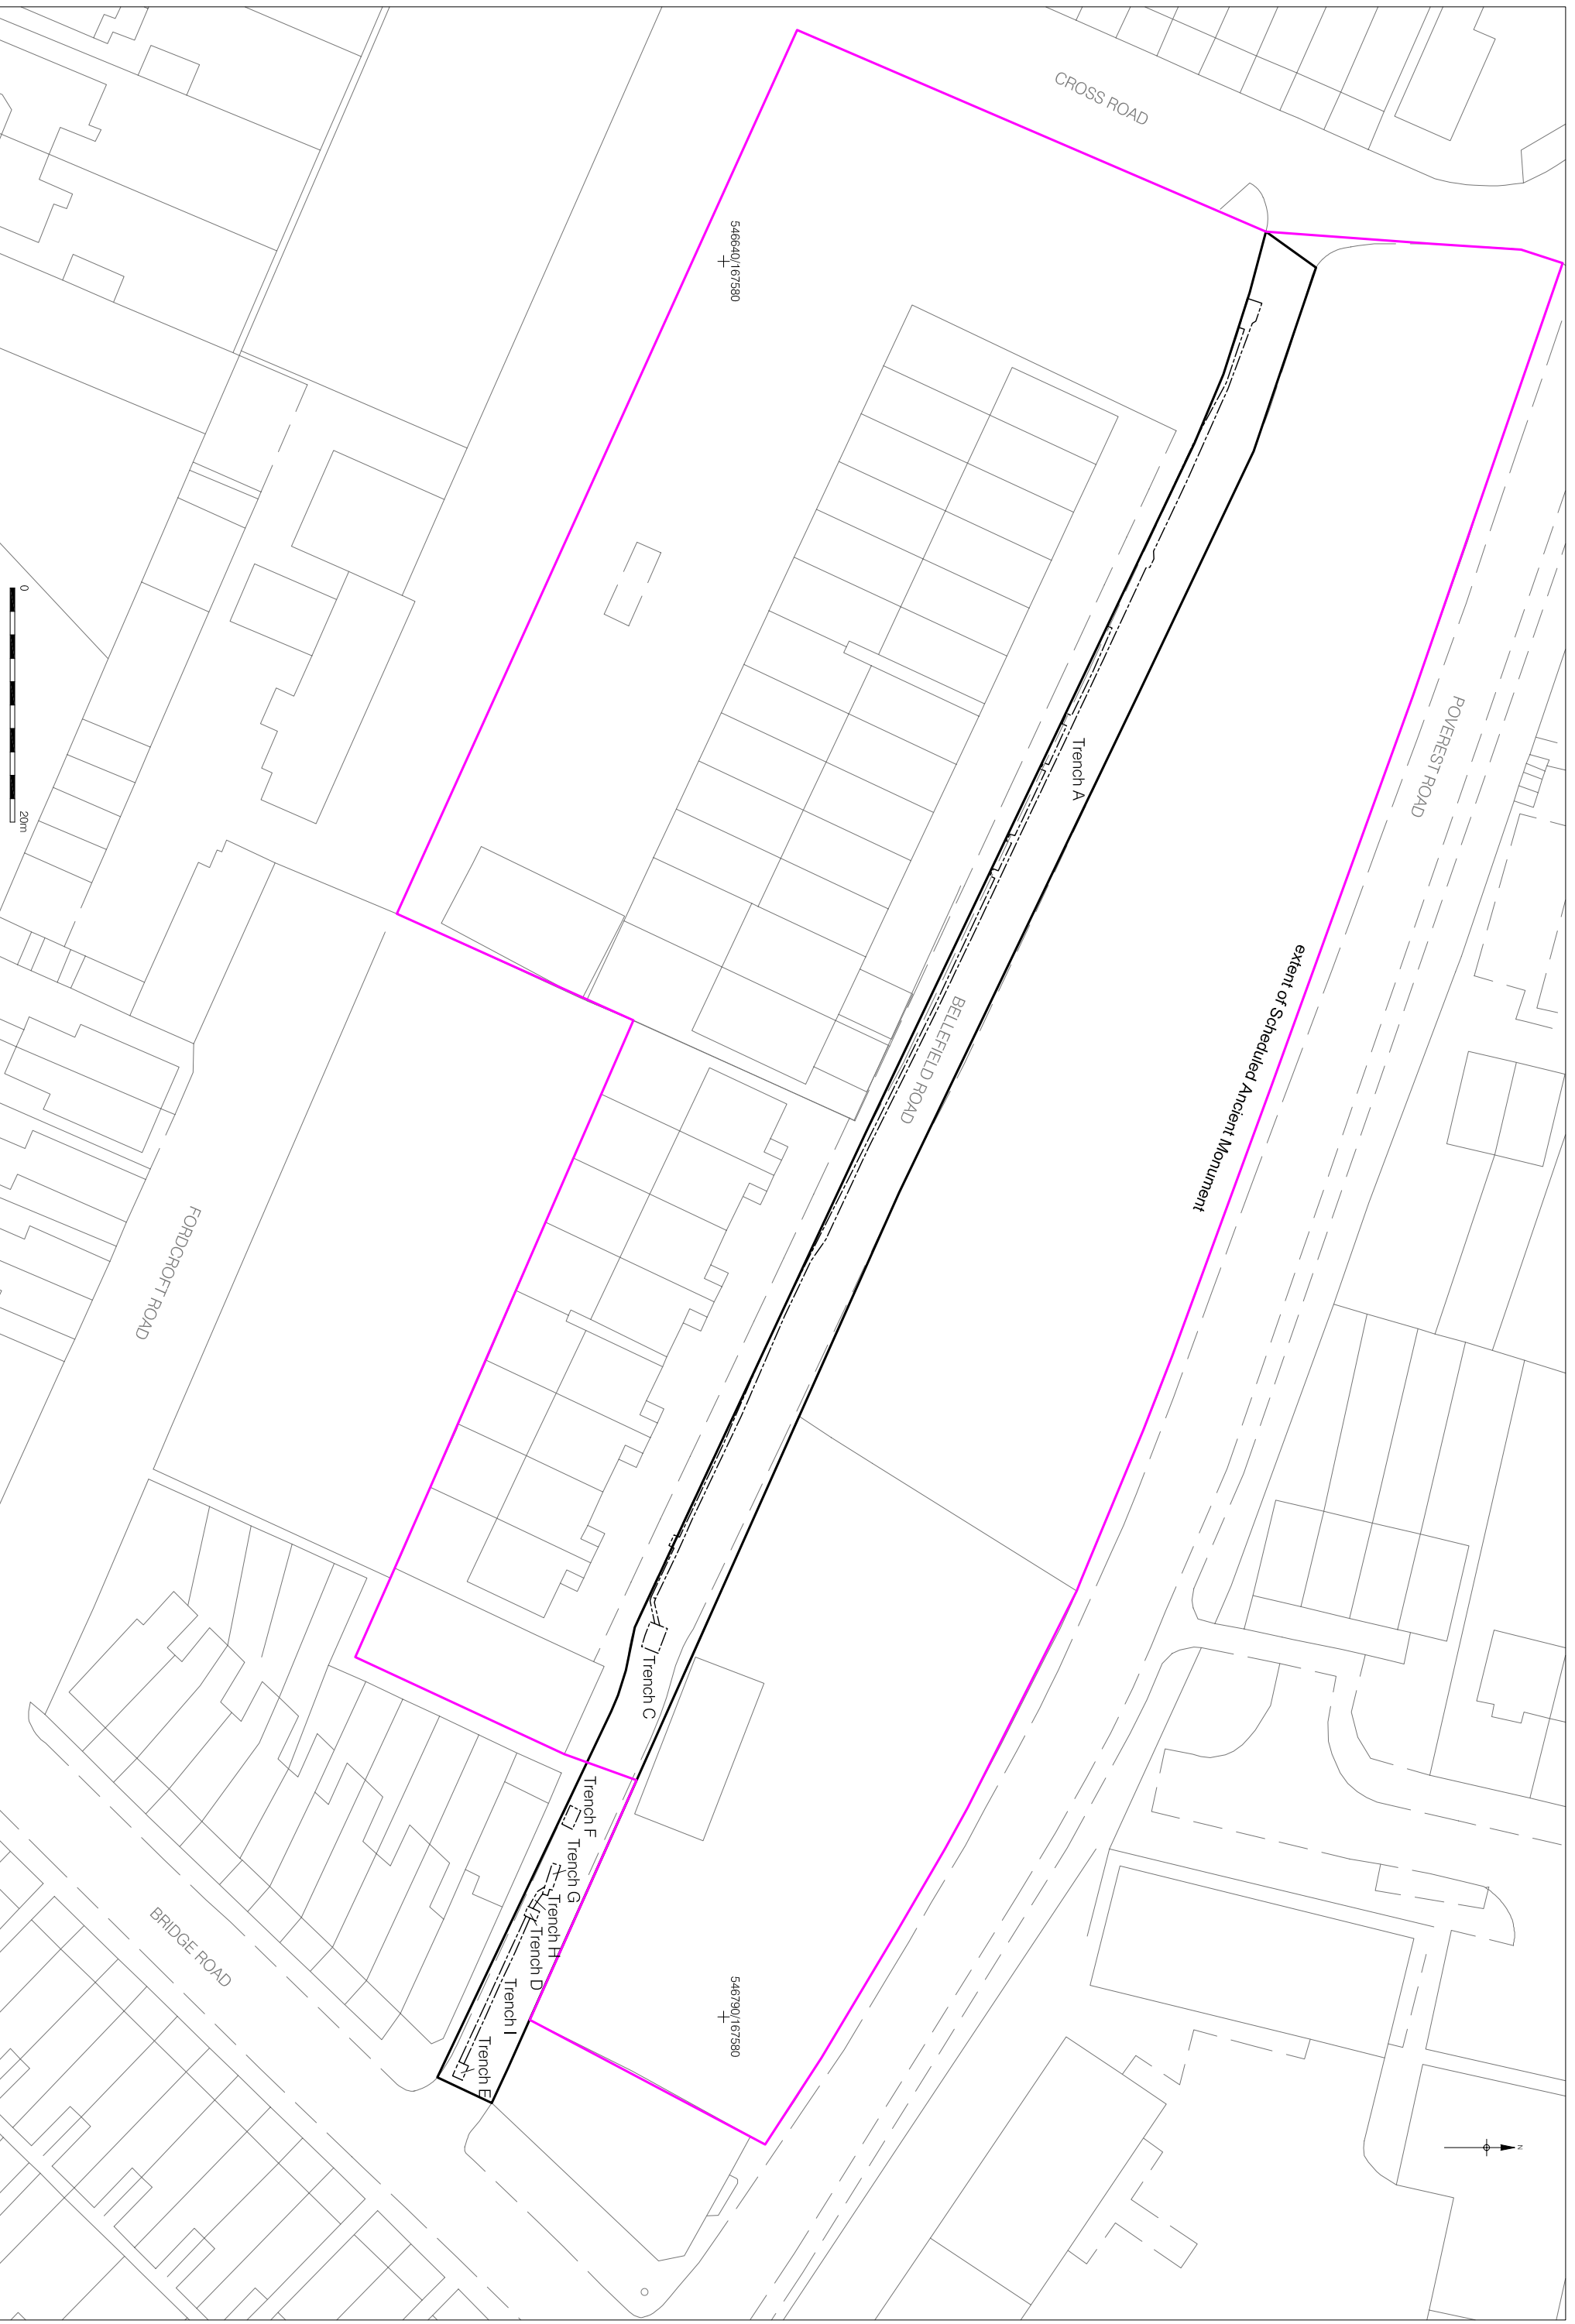 CROSS ROAD
546640/167580
POVEREST ROAD
Trench A
extent of Scheduled Ancient Monument
BELLEFIELD ROAD
FORDCROFT ROAD
Trench C
Trench F
Trench G
Trench H
Trench D
Trench I
Trench E
BRIDGE ROAD
546790/167580
N
0
20m